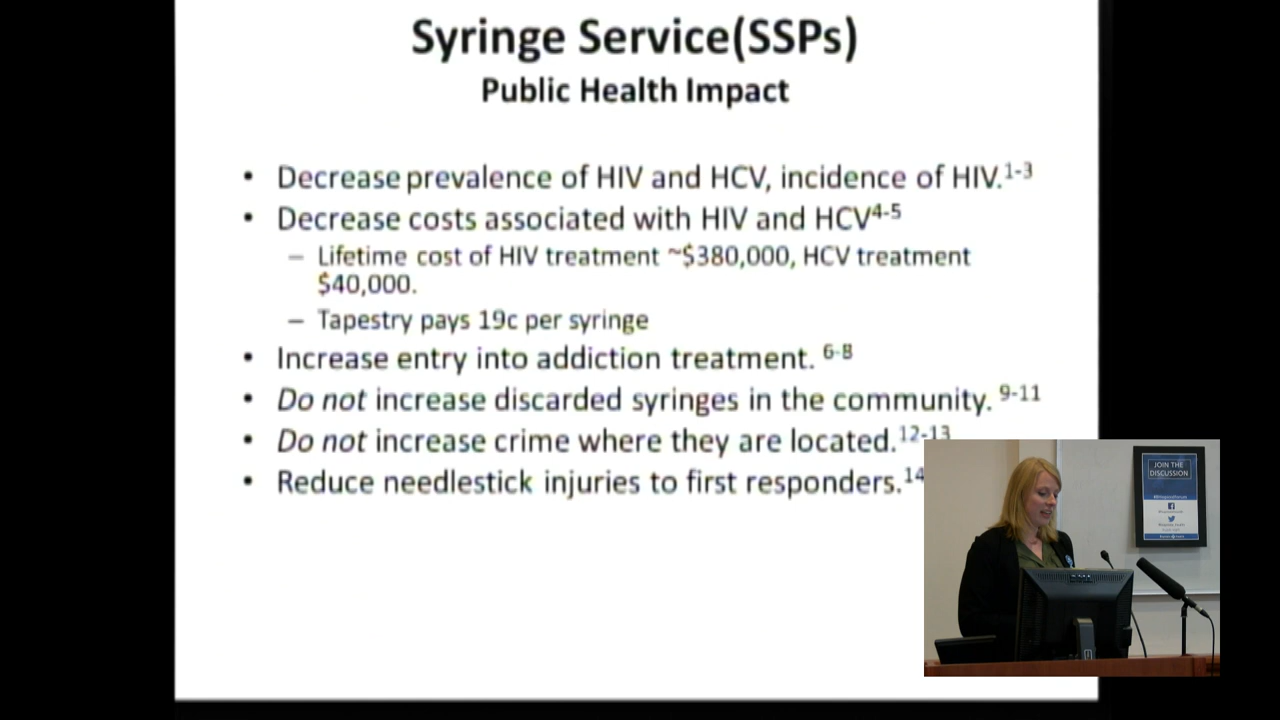 Syringe Service(SSPs)
Public Health Impact
• Decrease prevalence of HIV and HCV, incidence of HIV.1-3
• Decrease costs associated with HIV and HCV4-5
– Lifetime cost of HIV treatment ~$380,000, HCV treatment
$40,000.
– Tapestry pays 19c per syringe
• Increase entry into addiction treatment. 6-8
• Do not increase discarded syringes in the community. 9-11
• Do not increase crime where they are located.12-13
• Reduce needlestick injuries to first responders.14
JOIN THE
DISCUSSION